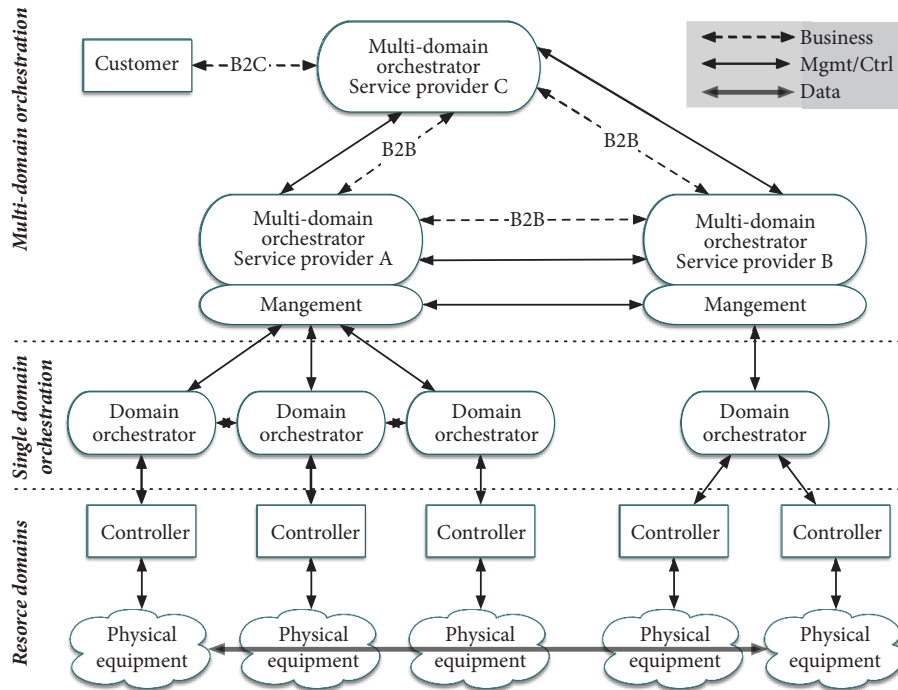 Multi-domain orchestration
Customer
B2C
Multi-domain
orchestrator
Service provider C
Business
Mgmt/Ctrl
Data
B2B
B2B
Multi-domain
orchestrator
Service provider A
B2B
Multi-domain
orchestrator
Service provider B
Mangement
Mangement
Single domain
orchestration
Domain
orchestrator
Domain
orchestrator
Domain
orchestrator
Domain
orchestrator
Resorce domains
Controller
Controller
Controller
Controller
Controller
Physical
equipment
Physical
equipment
Physical
equipment
Physical
equipment
Physical
equipment